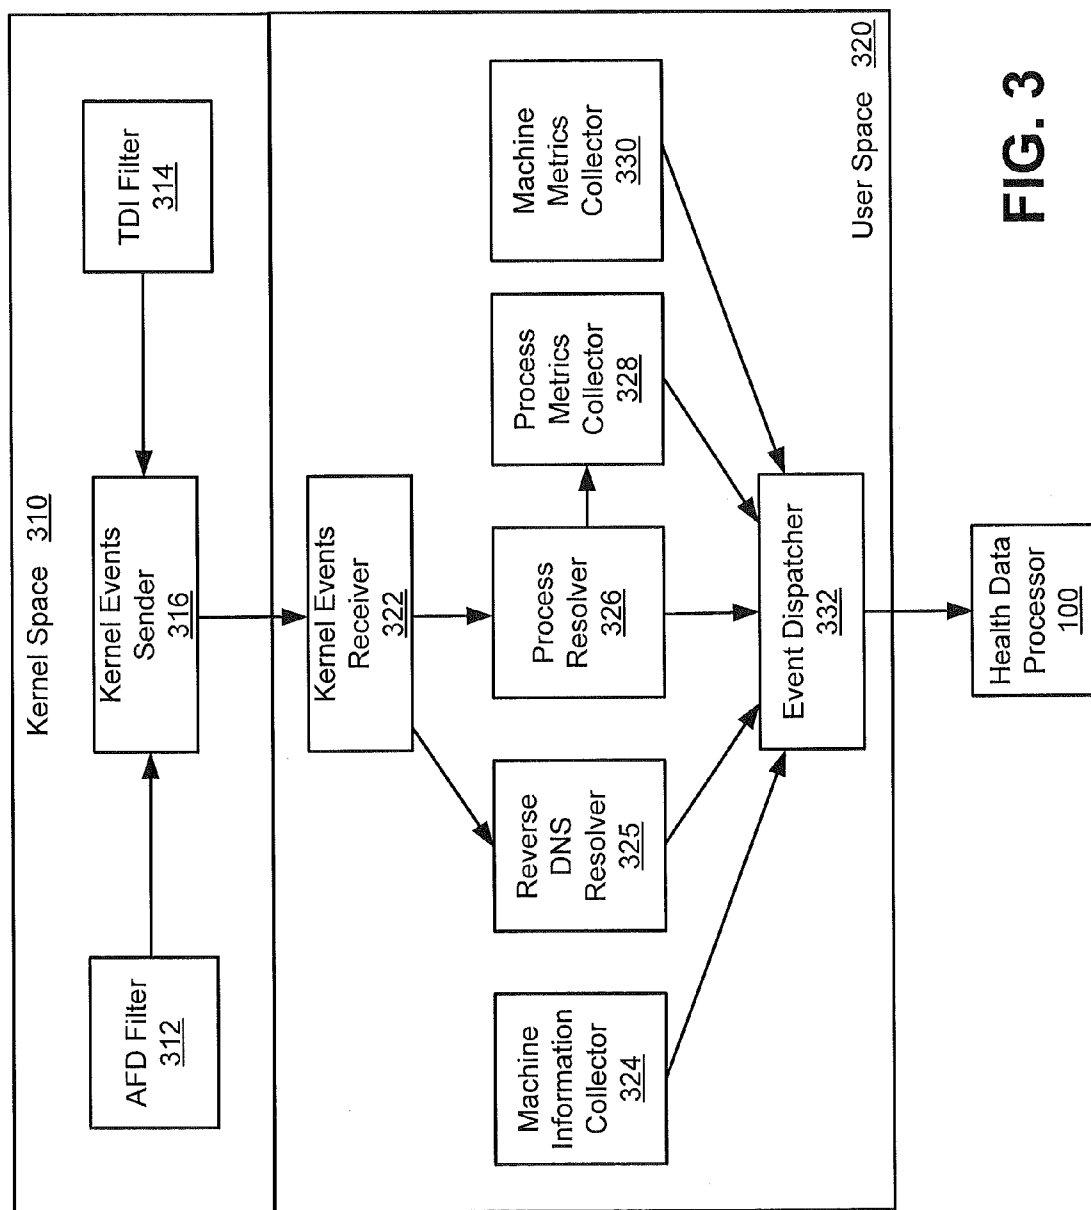 Kernel Space 310
AFD Filter
312
Kernel Events
Sender
316
TDI Filter
314
Kernel Events
Receiver
322
Machine
Information
Collector
324
Reverse
DNS
Resolver
325
Process
Resolver
326
Process
Metrics
Collector
328
Machine
Metrics
Collector
330
Event Dispatcher
332
User Space 320
Health Data
Processor
100
FIG. 3